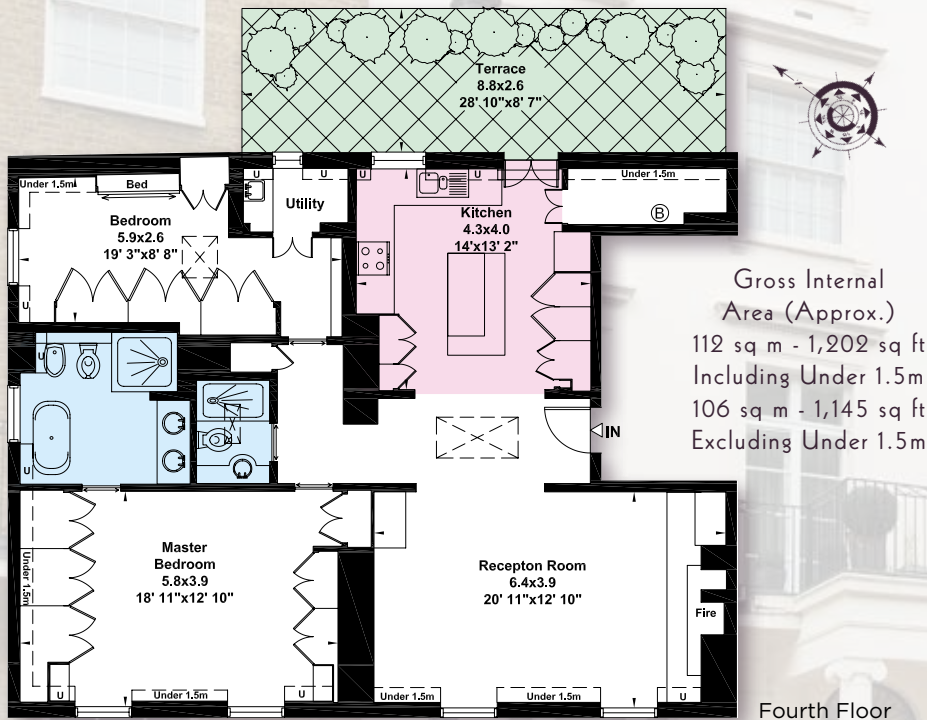 Terrace
8.8x2.6
28' 10"x8' 7"
Under 1.5m
Bed
U
U
U
U
Under 1.5m
Utility
Bedroom
5.9x2.6
19' 3"x8' 8"
Kitchen
4.3x4.0
14'x13' 2"
B
U
Gross Internal
Area (Approx.)
112 sq m - 1,202 sq ft
Including Under 1.5m
106 sq m - 1,145 sq ft
Excluding Under 1.5m
U
IN
U
Under 1.5m
Master
Bedroom
5.8x3.9
18' 11"x12' 10"
Recepton Room
6.4x3.9
20' 11"x12' 10"
Fire
U
Under 1.5m
U
Under 1.5m
Under 1.5m
U
Fourth Floor